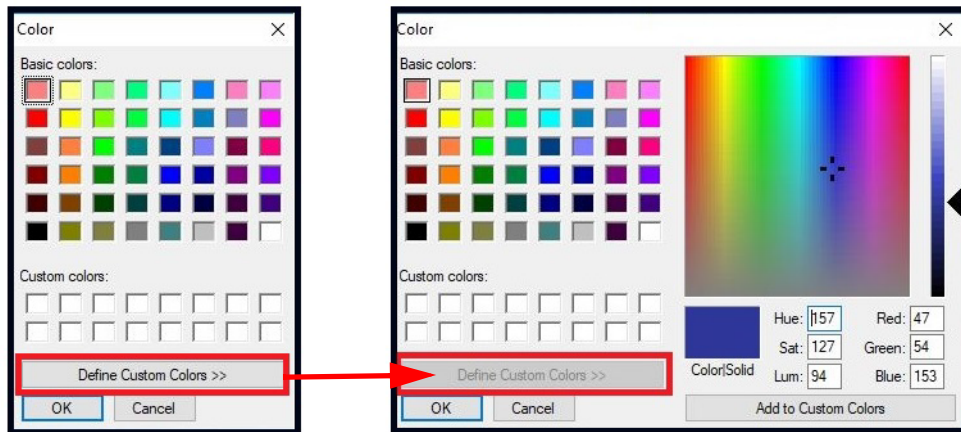 Color
Basic colors:
Custom colors:
Define Custom Colors >>
OK Cancel
Color
Basic colors:
Custom colors:
Define Custom Colors >>
OK Cancel
Color|Solid
Hue: 157 Red: 47
Sat: 127 Green: 54
Lum: 94 Blue: 153
Add to Custom Colors